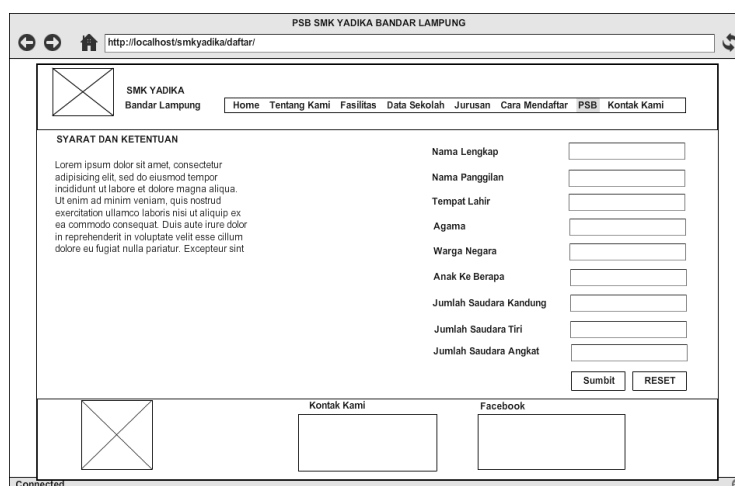 PSB SMK YADIKA BANDAR LAMPUNG
http://localhost/smkyadika/daftar/
SMK YADIKA
Bandar Lampung
Home Tentang Kami Fasilitas Data Sekolah Jurusan Cara Mendaftar PSB Kontak Kami
SYARAT DAN KETENTUAN
Lorem ipsum dolor sit amet, consectetur
adipisicing elit, sed do eiusmod tempor
incididunt ut labore et dolore magna aliqua.
Ut enim ad minim veniam, quis nostrud
exercitation ullamco laboris nisi ut aliquip ex
ea commodo consequat. Duis aute irure dolor
in reprehenderit in voluptate velit esse cillum
dolore eu fugiat nulla pariatur. Excepteur sint
Nama Lengkap
Nama Panggilan
Tempat Lahir
Agama
Warga Negara
Anak Ke Berapa
Jumlah Saudara Kandung
Jumlah Saudara Tiri
Jumlah Saudara Angkat
Sumbit RESET
Kontak Kami Facebook
Connected